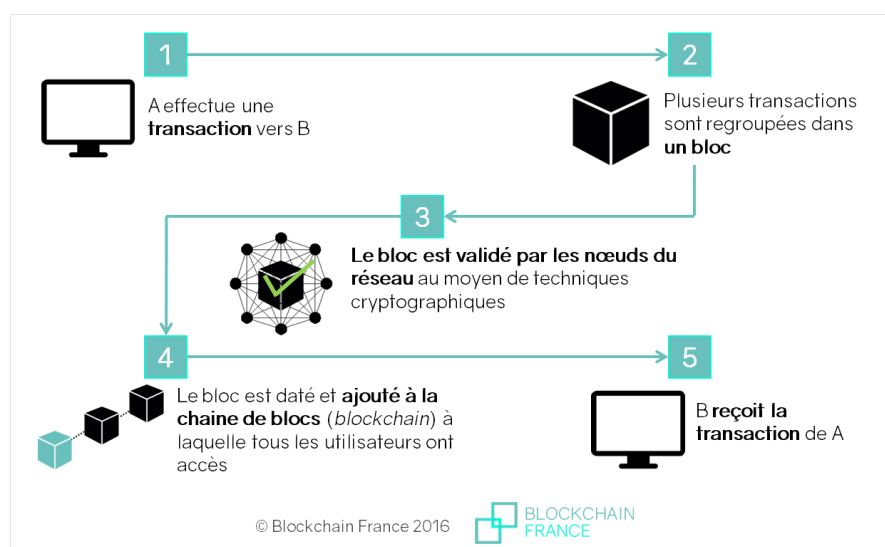 1
A effectue une
transaction vers B
2
Plusieurs transactions
sont regroupées dans
un bloc
3
Le bloc est validé par les nœuds du
réseau au moyen de techniques
cryptographiques
4
Le bloc est daté et ajouté à la
chaine de blocs (blockchain) à
laquelle tous les utilisateurs ont
accès
5
B reçoit la
transaction de A
© Blockchain France 2016
BLOCKCHAIN
FRANCE